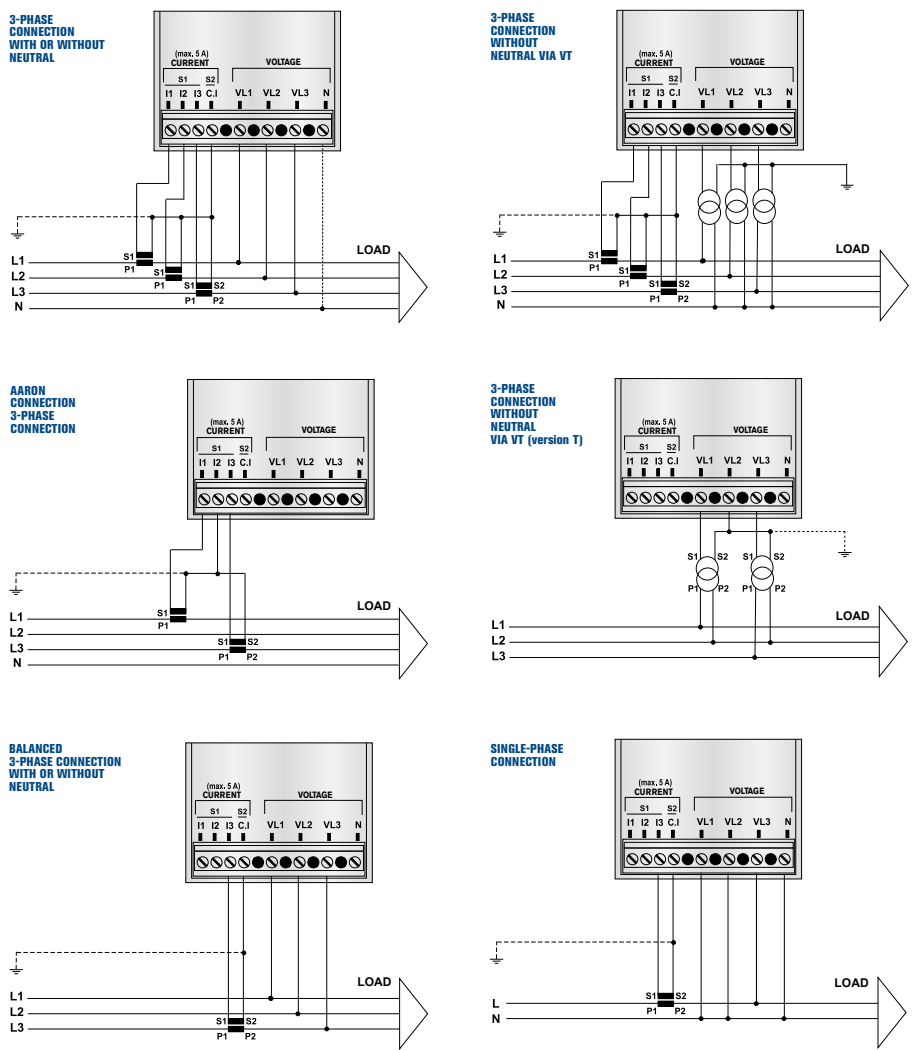 3-PHASE
CONNECTION
WITH OR WITHOUT
NEUTRAL
(max. 5 A)
CURRENT
VOLTAGE
S1 S2
I1 I2 I3 C.I VL1 VL2 VL3 N
S1
P1
S1
P1
S1 S2
P1 P2
LOAD
L1
L2
L3
N
3-PHASE
CONNECTION
WITHOUT
NEUTRAL VIA VT
(max. 5 A)
CURRENT
VOLTAGE
S1 S2
I1 I2 I3 C.I VL1 VL2 VL3 N
S1
P1
S1
P1
S1 S2
P1 P2
LOAD
L1
L2
L3
N
AARON
CONNECTION
3-PHASE
CONNECTION
(max. 5 A)
CURRENT
VOLTAGE
S1 S2
I1 I2 I3 C.I VL1 VL2 VL3 N
S1
P1
S1 S2
P1 P2
LOAD
L1
L2
L3
N
3-PHASE
CONNECTION
WITHOUT
NEUTRAL
VIA VT (version T)
(max. 5 A)
CURRENT
VOLTAGE
S1 S2
I1 I2 I3 C.I VL1 VL2 VL3 N
S1 S2 S1 S2
P1 P2 P1 P2
LOAD
L1
L2
L3
BALANCED
3-PHASE CONNECTION
WITH OR WITHOUT
NEUTRAL
(max. 5 A)
CURRENT
VOLTAGE
S1 S2
I1 I2 I3 C.I VL1 VL2 VL3 N
S1 S2
P1 P2
LOAD
L1
L2
L3
SINGLE-PHASE
CONNECTION
(max. 5 A)
CURRENT
VOLTAGE
S1 S2
I1 I2 I3 C.I VL1 VL2 VL3 N
S1 S2
P1 P2
LOAD
L
N